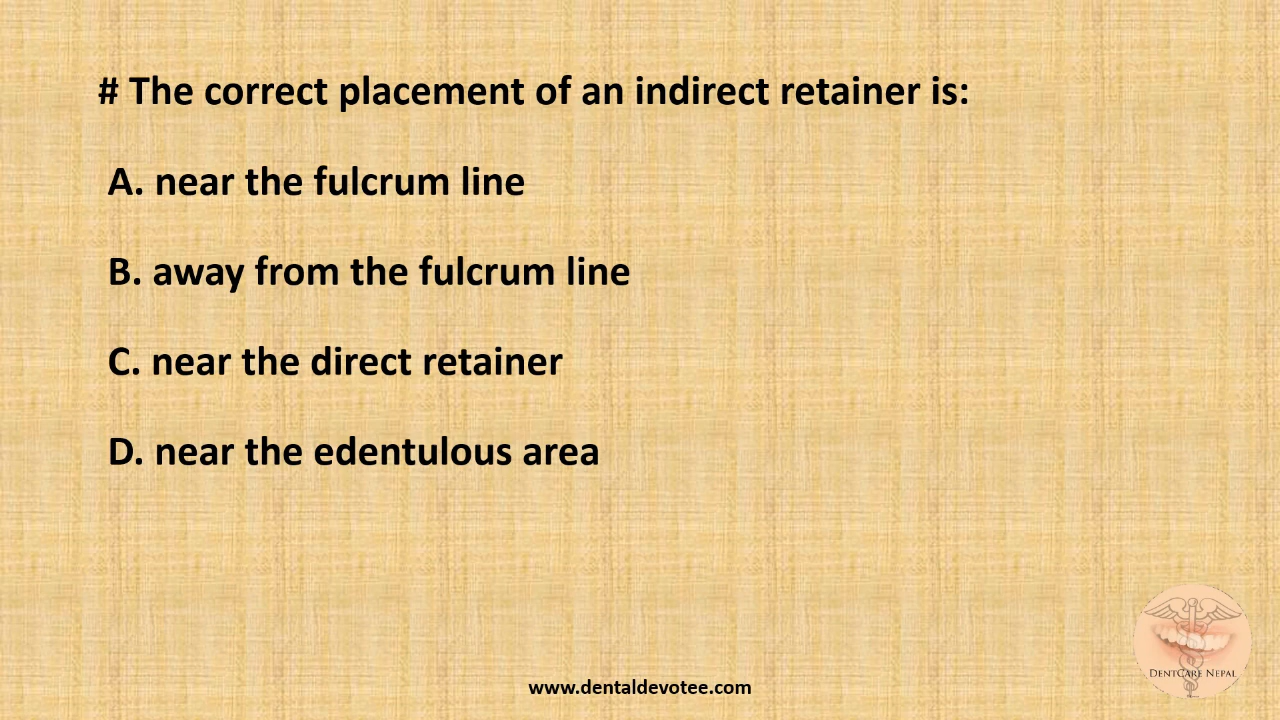 # The correct placement of an indirect retainer is:
A. near the fulcrum line
B. away from the fulcrum line
C. near the direct retainer
D. near the edentulous area
DENTCARE NEPAL
www.dentaldevotee.com